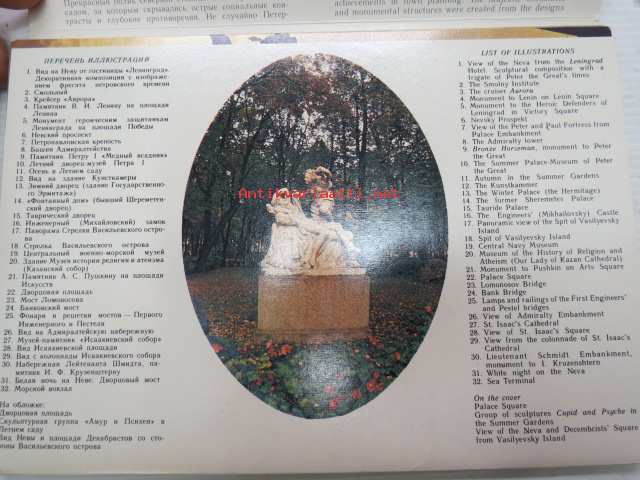 Прекрасный
казом, за которым скрывались острые социальные кон-
трасты и глубокие противоречия. Не случайно Петер-
achievements in town planning. The
and monumental structures were created from the designs
ПЕРЕЧЕНЬ ИЛЛЮСТРАЦИЙ
1. Вид на Неву от гостиницы «Ленинград».
Декоративная композиция с изображе-
нием фрегата петровского времени
2. Смольный
3. Крейсер «Аврора»
4. Памятник В. И. Ленину на площади
Ленина
5. Монумент героическим защитникам
Ленинграда на площади Победы
6. Невский проспект
7. Петропавловская крепость
8. Башня Адмиралтейства
9. Памятник Петру I «Медный всадник»
10. Летний дворец-музей Петра I
11. Осень в Летнем саду
12. Вид на здание Кунсткамеры
13. Зимний дворец (здание Государственно-
го Эрмитажа)
14. «Фонтанный дом» (бывший Шереметев-
ский дворец)
15. Таврический дворец
16. Инженерный (Михайловский) замок
17. Панорама Стрелки Васильевского остро-
ва
18. Стрелка Васильевского острова
19. Центральный военно-морской музей
20. Здание Музея истории религии и атеизма
(Казанский собор)
21. Памятник А. С. Пушкину на площади
Искусств
22. Дворцовая площадь
23. Мост Ломоносова
24. Банковский мост
25. Фонари и решетки мостов — Первого
Инженерного и Пестеля
26. Вид на Адмиралтейскую набережную
27. Музей-памятник «Исаакиевский собор»
28. Вид Исаакиевской площади
29. Вид с колоннады Исаакиевского собора
30. Набережная Лейтенанта Шмидта, па-
мятник И. Ф. Крузенштерну
31. Белая ночь на Неве. Дворцовый мост
32. Морской вокзал
На обложке:
Дворцовая площадь
Скульптурная группа «Амур и Психея» в
Летнем саду
Вид Невы и площади Декабристов со сто-
роны Васильевского острова
Antikvariaatti.net
LIST OF ILLUSTRATIONS
1. View of the Neva from the Leningrad
Hotel. Sculptural composition with a
frigate of Peter the Great's times
2. The Smolny Institute
3. The cruiser Aurora
4. Monument to Lenin on Lenin Square
5. Monument to the Heroic Defenders of
Leningrad in Victory Square
6. Nevsky Prospekt
7. View of the Peter and Paul Fortress from
Palace Embankment
8. The Admiralty tower
9. Bronze Horseman, monument to Peter
the Great
10. The Summer Palace-Museum of Peter
the Great
11. Autumn in the Summer Gardens
12. The Kunstkammer
13. The Winter Palace (the Hermitage)
14. The former Sheremetev Palace
15. Tauride Palace
16. The Engineers' (Mikhailovsky) Castle
17. Panoramic view of the Spit of Vasilyevsky
Island
18. Spit of Vasilyevsky Island
19. Central Navy Museum
20. Museum of the History of Religion and
Atheism (Our Lady of Kazan Cathedral)
21. Monument to Pushkin on Arts Square
22. Palace Square
23. Lomonosov Bridge
24. Bank Bridge
25. Lamps and railings of the First Engineers'
and Pestel bridges
26. View of Admiralty Embankment
27. St. Isaac's Cathedral
28. View of St. Isaac's Square
29. View from the colonnade of St. Isaac's
Cathedral
30. Lieutenant Schmidt Embankment,
monument to I. Kruzenshtern
31. White night on the Neva
32. Sea Terminal
On the cover
Palace Square
Group of sculptures Cupid and Psyche in
the Summer Gardens
View of the Neva and Decembrists' Square
from Vasilyevsky Island